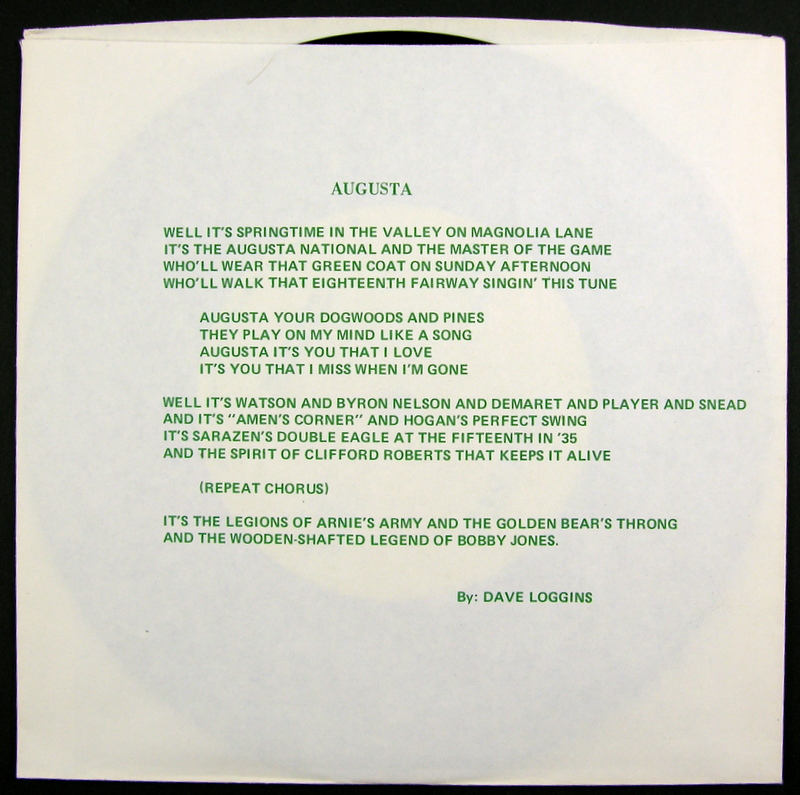 AUGUSTA
WELL IT'S SPRINGTIME IN THE VALLEY ON MAGNOLIA LANE
IT'S THE AUGUSTA NATIONAL AND THE MASTER OF THE GAME
WHO'LL WEAR THAT GREEN COAT ON SUNDAY AFTERNOON
WHO'LL WALK THAT EIGHTEENTH FAIRWAY SINGIN' THIS TUNE
AUGUSTA YOUR DOGWOODS AND PINES
THEY PLAY ON MY MIND LIKE A SONG
AUGUSTA IT'S YOU THAT I LOVE
IT'S YOU THAT I MISS WHEN I'M GONE
WELL IT'S WATSON AND BYRON NELSON AND DEMARET AND PLAYER AND SNEAD
AND IT'S "AMEN'S CORNER" AND HOGAN'S PERFECT SWING
IT'S SARAZEN'S DOUBLE EAGLE AT THE FIFTEENTH IN '35
AND THE SPIRIT OF CLIFFORD ROBERTS THAT KEEPS IT ALIVE
(REPEAT CHORUS)
IT'S THE LEGIONS OF ARNIE'S ARMY AND THE GOLDEN BEAR'S THRONG
AND THE WOODEN-SHAFTED LEGEND OF BOBBY JONES.
By: DAVE LOGGINS